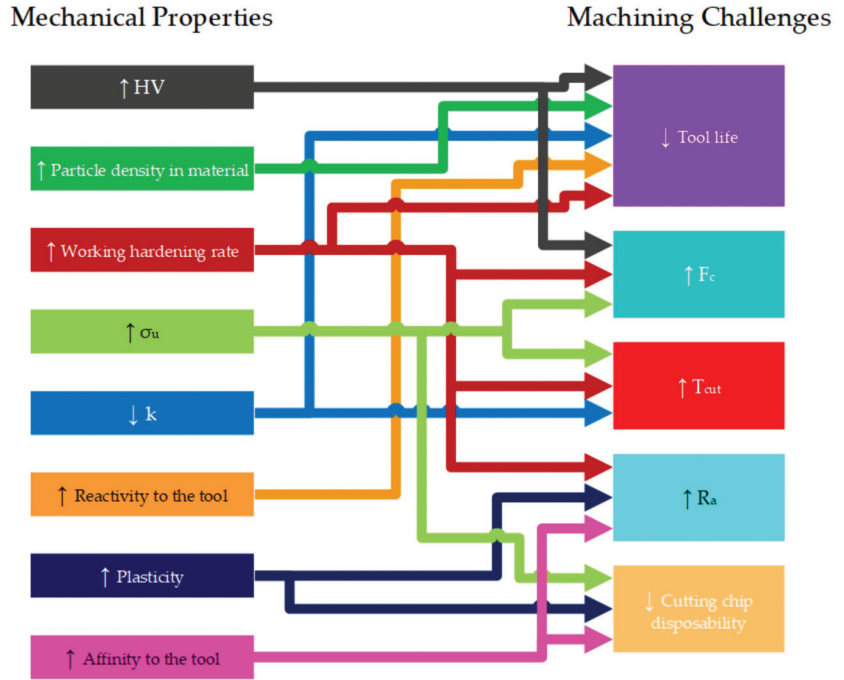 Mechanical Properties
Machining Challenges
↑ HV
↑ Particle density in material
↑ Working hardening rate
↑ σu
↓ k
↑ Reactivity to the tool
↑ Plasticity
↑ Affinity to the tool
↓ Tool life
↑ Fc
↑ Tcut
↑ Ra
↓ Cutting chip
disposability